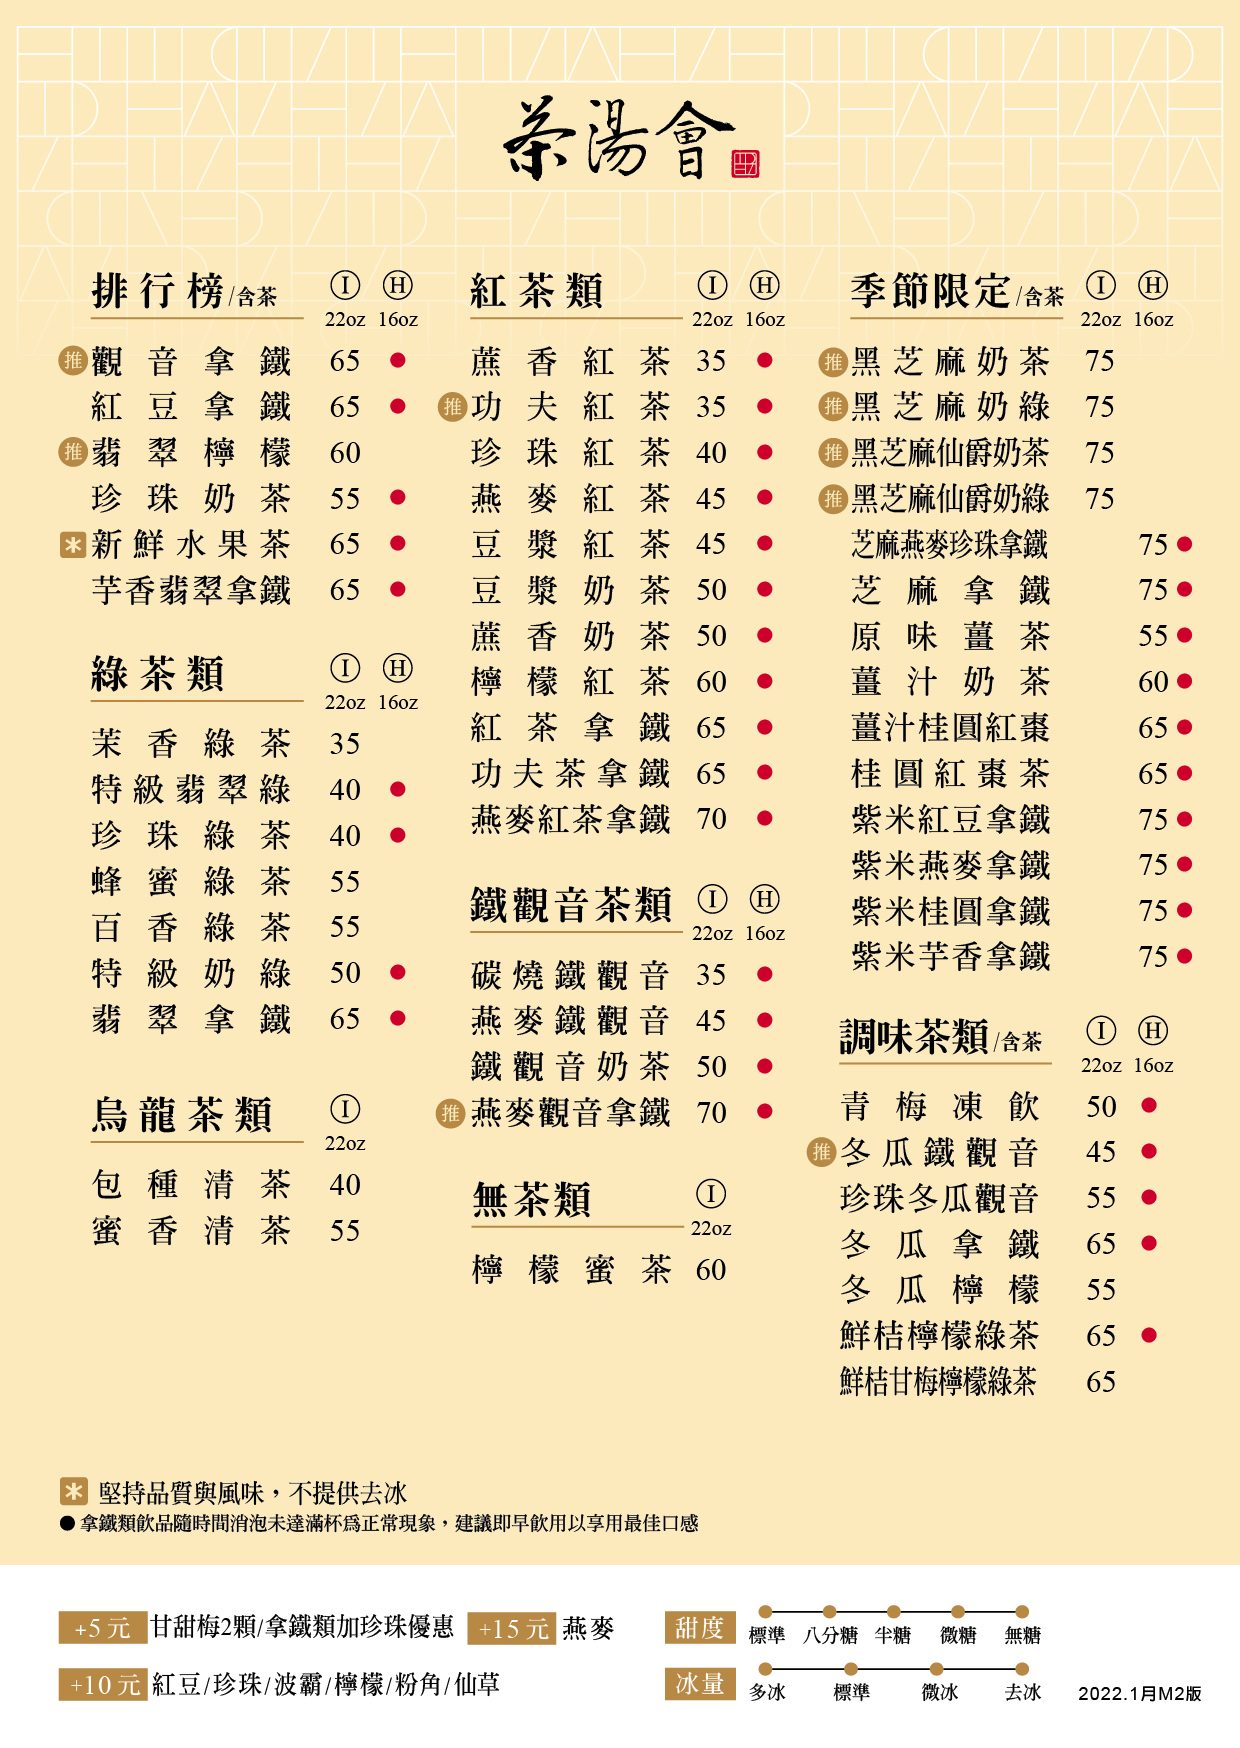 茶湯會
排行榜/含茶 Ⓘ Ⓗ
22oz 16oz
推 觀音拿鐵 65 ●
紅豆拿鐵 65 ●
推 翡翠檸檬 60
珍珠奶茶 55 ●
* 新鮮水果茶 65 ●
芋香翡翠拿鐵 65 ●
綠茶類 Ⓘ Ⓗ
22oz 16oz
茉香綠茶 35
特級翡翠綠 40 ●
珍珠綠茶 40 ●
蜂蜜綠茶 55
百香綠茶 55
特級奶綠 50 ●
翡翠拿鐵 65 ●
烏龍茶類 Ⓘ
22oz
包種清茶 40
蜜香清茶 55
紅茶類 Ⓘ Ⓗ
22oz 16oz
蔗香紅茶 35 ●
推 功夫紅茶 35 ●
珍珠紅茶 40 ●
燕麥紅茶 45 ●
豆漿紅茶 45 ●
豆漿奶茶 50 ●
蔗香奶茶 50 ●
檸檬紅茶 60 ●
紅茶拿鐵 65 ●
功夫茶拿鐵 65 ●
燕麥紅茶拿鐵 70 ●
鐵觀音茶類 Ⓘ Ⓗ
22oz 16oz
碳燒鐵觀音 35 ●
燕麥鐵觀音 45 ●
鐵觀音奶茶 50 ●
推 燕麥觀音拿鐵 70 ●
無茶類 Ⓘ
22oz
檸檬蜜茶 60
季節限定/含茶 Ⓘ Ⓗ
22oz 16oz
推 黑芝麻奶茶 75
推 黑芝麻奶綠 75
推 黑芝麻仙爵奶茶 75
推 黑芝麻仙爵奶綠 75
芝麻燕麥珍珠拿鐵 75 ●
芝麻拿鐵 75 ●
原味薑茶 55 ●
薑汁奶茶 60 ●
薑汁桂圓紅棗 65 ●
桂圓紅棗茶 65 ●
紫米紅豆拿鐵 75 ●
紫米燕麥拿鐵 75 ●
紫米桂圓拿鐵 75 ●
紫米芋香拿鐵 75 ●
調味茶類/含茶 Ⓘ Ⓗ
22oz 16oz
青梅凍飲 50 ●
推 冬瓜鐵觀音 45 ●
珍珠冬瓜觀音 55 ●
冬瓜拿鐵 65 ●
冬瓜檸檬 55
鮮桔檸檬綠茶 65 ●
鮮桔甘梅檸檬綠茶 65
* 堅持品質與風味，不提供去冰
● 拿鐵類飲品隨時間消泡未達滿杯為正常現象，建議即早飲用以享用最佳口感
+5元 甘甜梅2顆/拿鐵類加珍珠優惠 +15元 燕麥
+10元 紅豆/珍珠/波霸/檸檬/粉角/仙草
甜度 標準 八分糖 半糖 微糖 無糖
冰量 多冰 標準 微冰 去冰
2022.1月M2版